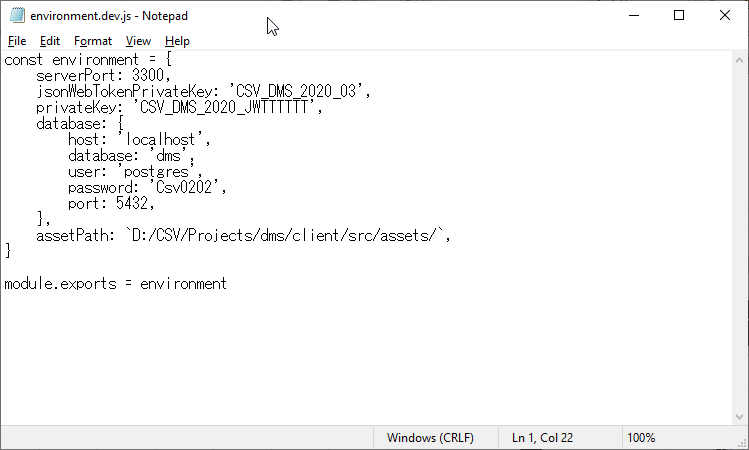 environment.dev.js - Notepad
File Edit Format View Help
const environment = {
    serverPort: 3300,
    jsonWebTokenPrivateKey: 'CSV_DMS_2020_03',
    privateKey: 'CSV_DMS_2020_JWTTTTTT',
    database: {
        host: 'localhost',
        database: 'dms',
        user: 'postgres',
        password: 'Csv0202',
        port: 5432,
    },
    assetPath: `D:/CSV/Projects/dms/client/src/assets/`,
}
module.exports = environment
Windows (CRLF) Ln 1, Col 22 100%